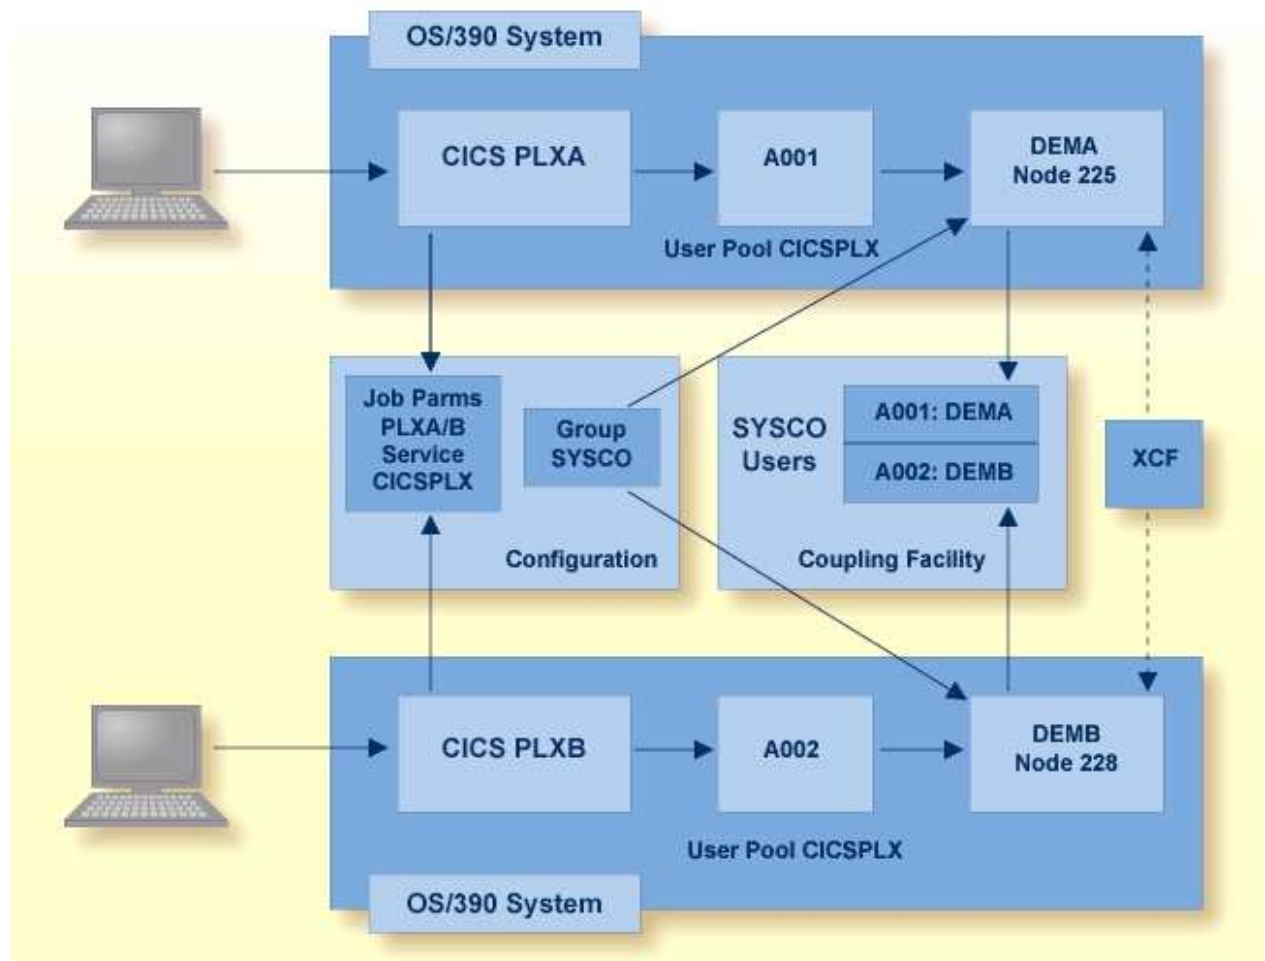 OS/390 System
CICS PLXA
A001
DEMA
Node 225
User Pool CICSPLX
Job Parms
PLXA/B
Service
CICSPLX
Group
SYSCO
Configuration
SYSCO
Users
A001: DEMA
A002: DEMB
Coupling Facility
XCF
CICS PLXB
A002
DEMB
Node 228
User Pool CICSPLX
OS/390 System